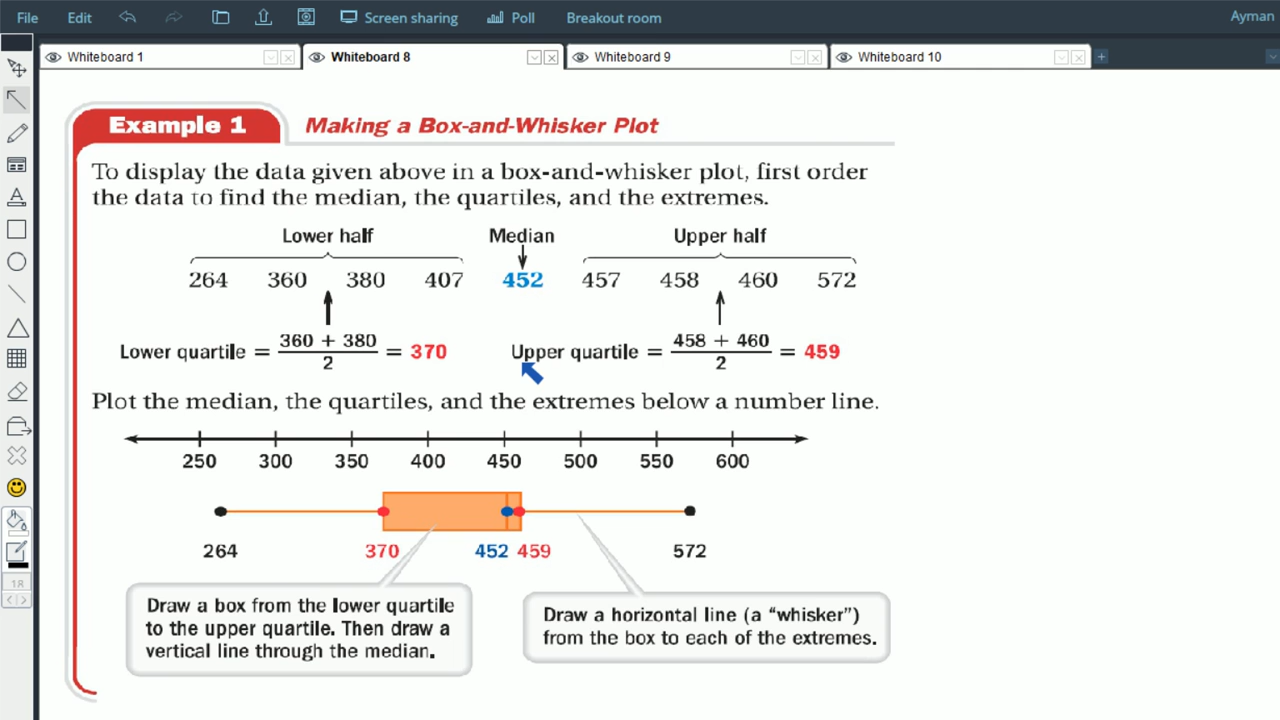 File Edit Screen sharing Poll Breakout room Ayman
Whiteboard 1 Whiteboard 8 Whiteboard 9 Whiteboard 10
Example 1 Making a Box-and-Whisker Plot
To display the data given above in a box-and-whisker plot, first order
the data to find the median, the quartiles, and the extremes.
Lower half Median Upper half
264 360 380 407 452 457 458 460 572
Lower quartile = 360 + 380 / 2 = 370 Upper quartile = 458 + 460 / 2 = 459
Plot the median, the quartiles, and the extremes below a number line.
250 300 350 400 450 500 550 600
264 370 452 459 572
Draw a box from the lower quartile
to the upper quartile. Then draw a
vertical line through the median.
Draw a horizontal line (a “whisker”)
from the box to each of the extremes.
18